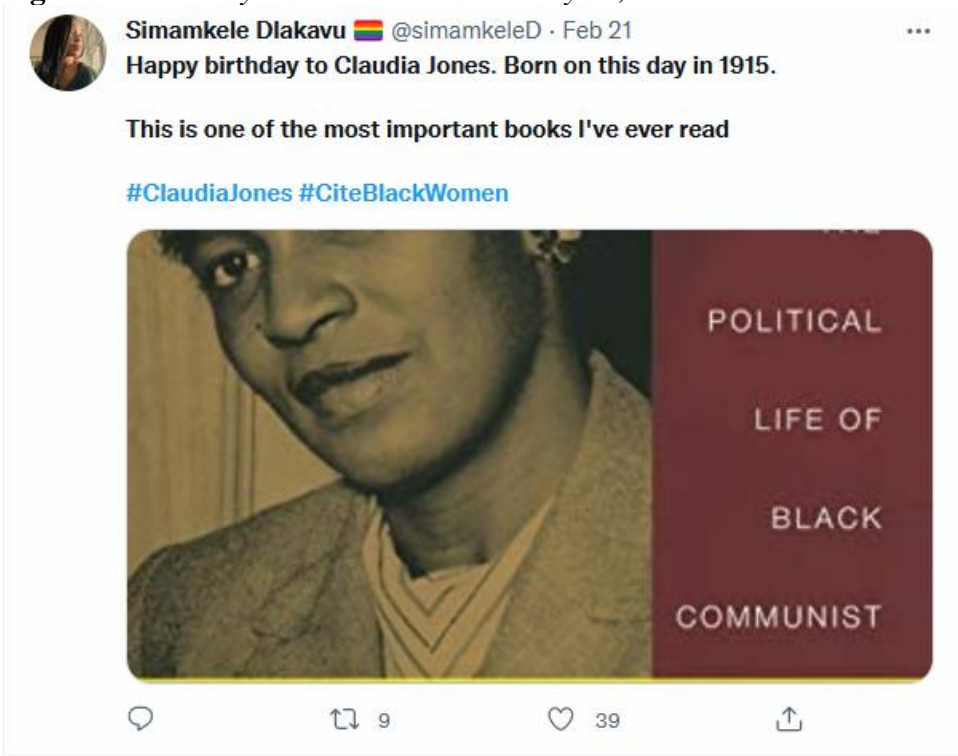 Simamkele Dlakavu 🏳️‍🌈 @simamkeleD · Feb 21
Happy birthday to Claudia Jones. Born on this day in 1915.
This is one of the most important books I've ever read
#ClaudiaJones #CiteBlackWomen
POLITICAL
LIFE OF
BLACK
COMMUNIST
9 39